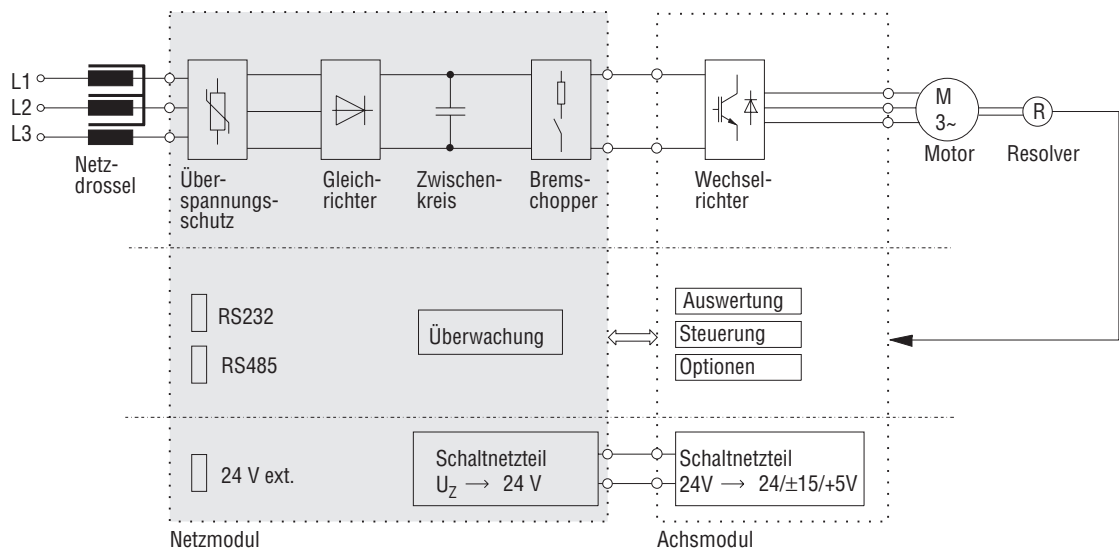 L1
L2
L3
Netz-
drossel
Über-
spannungs-
schutz
Gleich-
richter
Zwischen-
kreis
Brems-
chopper
Wechsel-
richter
M
3~
Motor
R
Resolver
RS232
RS485
Überwachung
Auswertung
Steuerung
Optionen
24 V ext.
Schaltnetzteil
UZ → 24 V
Schaltnetzteil
24V → 24/±15/+5V
Netzmodul
Achsmodul